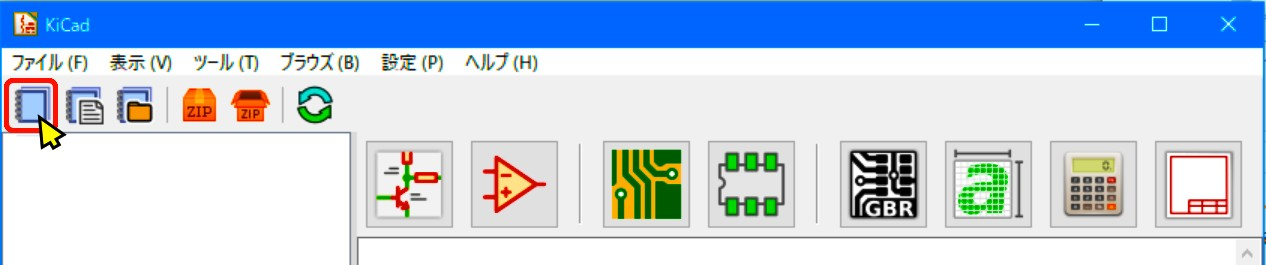 KiCad
ファイル (F) 表示 (V) ツール (T) ブラウズ (B) 設定 (P) ヘルプ (H)
ZIP ZIP
GBR a 0.